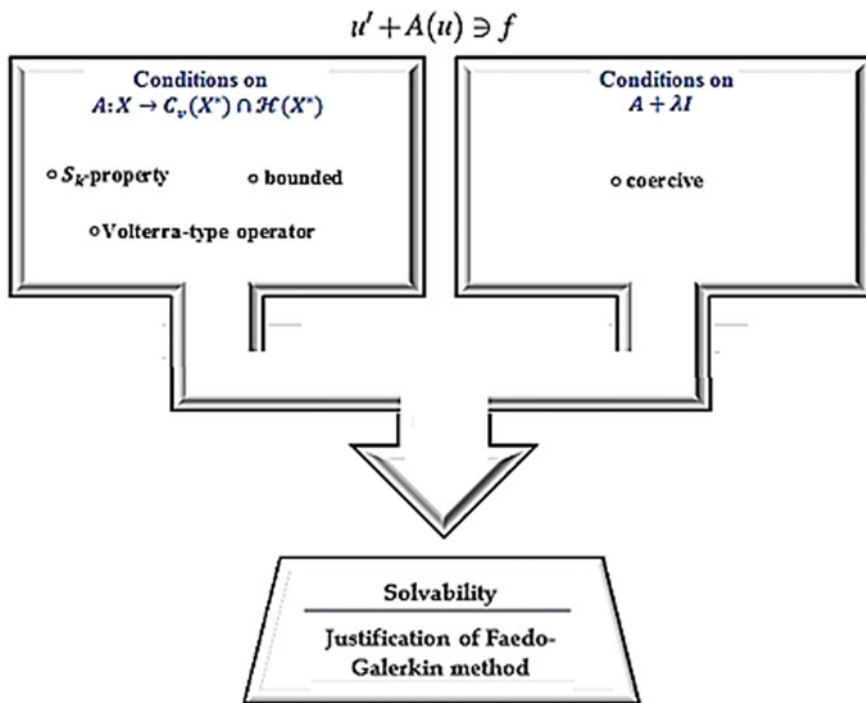 u′ + A(u) ∋ f
Conditions on
A: X → C_v(X*) ∩ ℋ(X*)
S_k-property
bounded
Volterra-type operator
Conditions on
A + λI
coercive
Solvability
Justification of Faedo-
Galerkin method